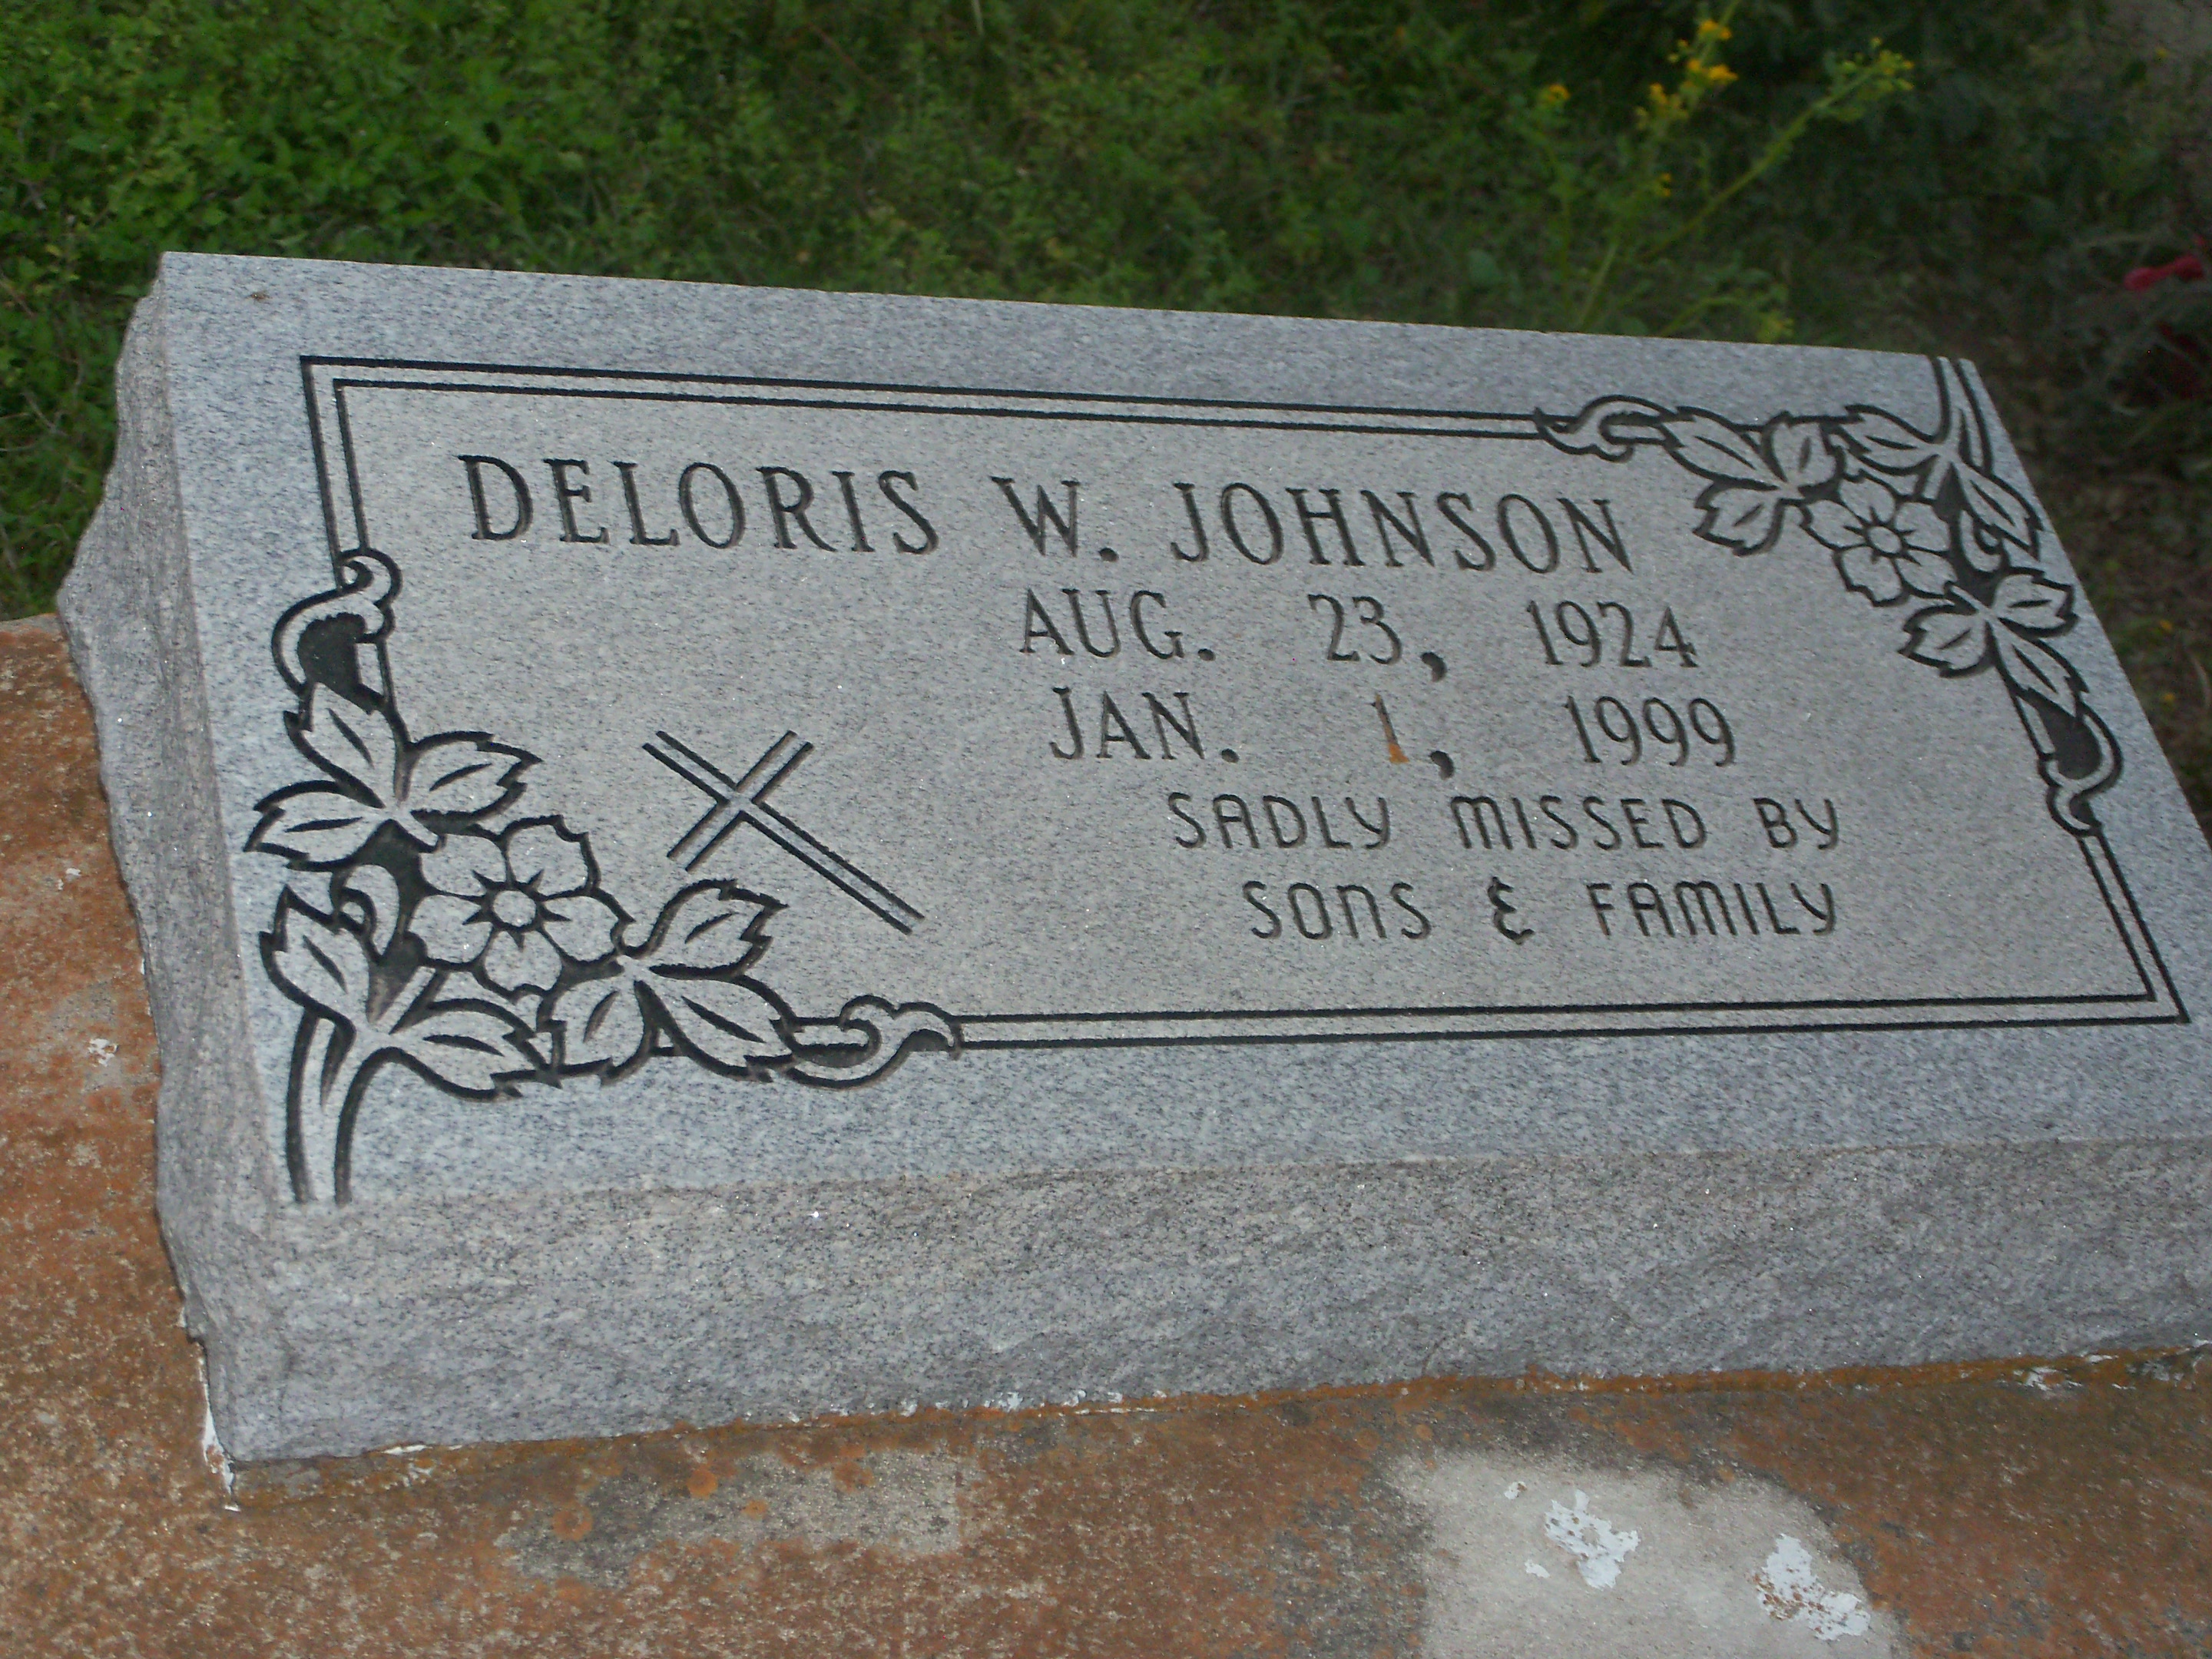 DELORIS W. JOHNSON
AUG. 23, 1924
JAN. 1, 1999
SADLY MISSED BY
SONS & FAMILY